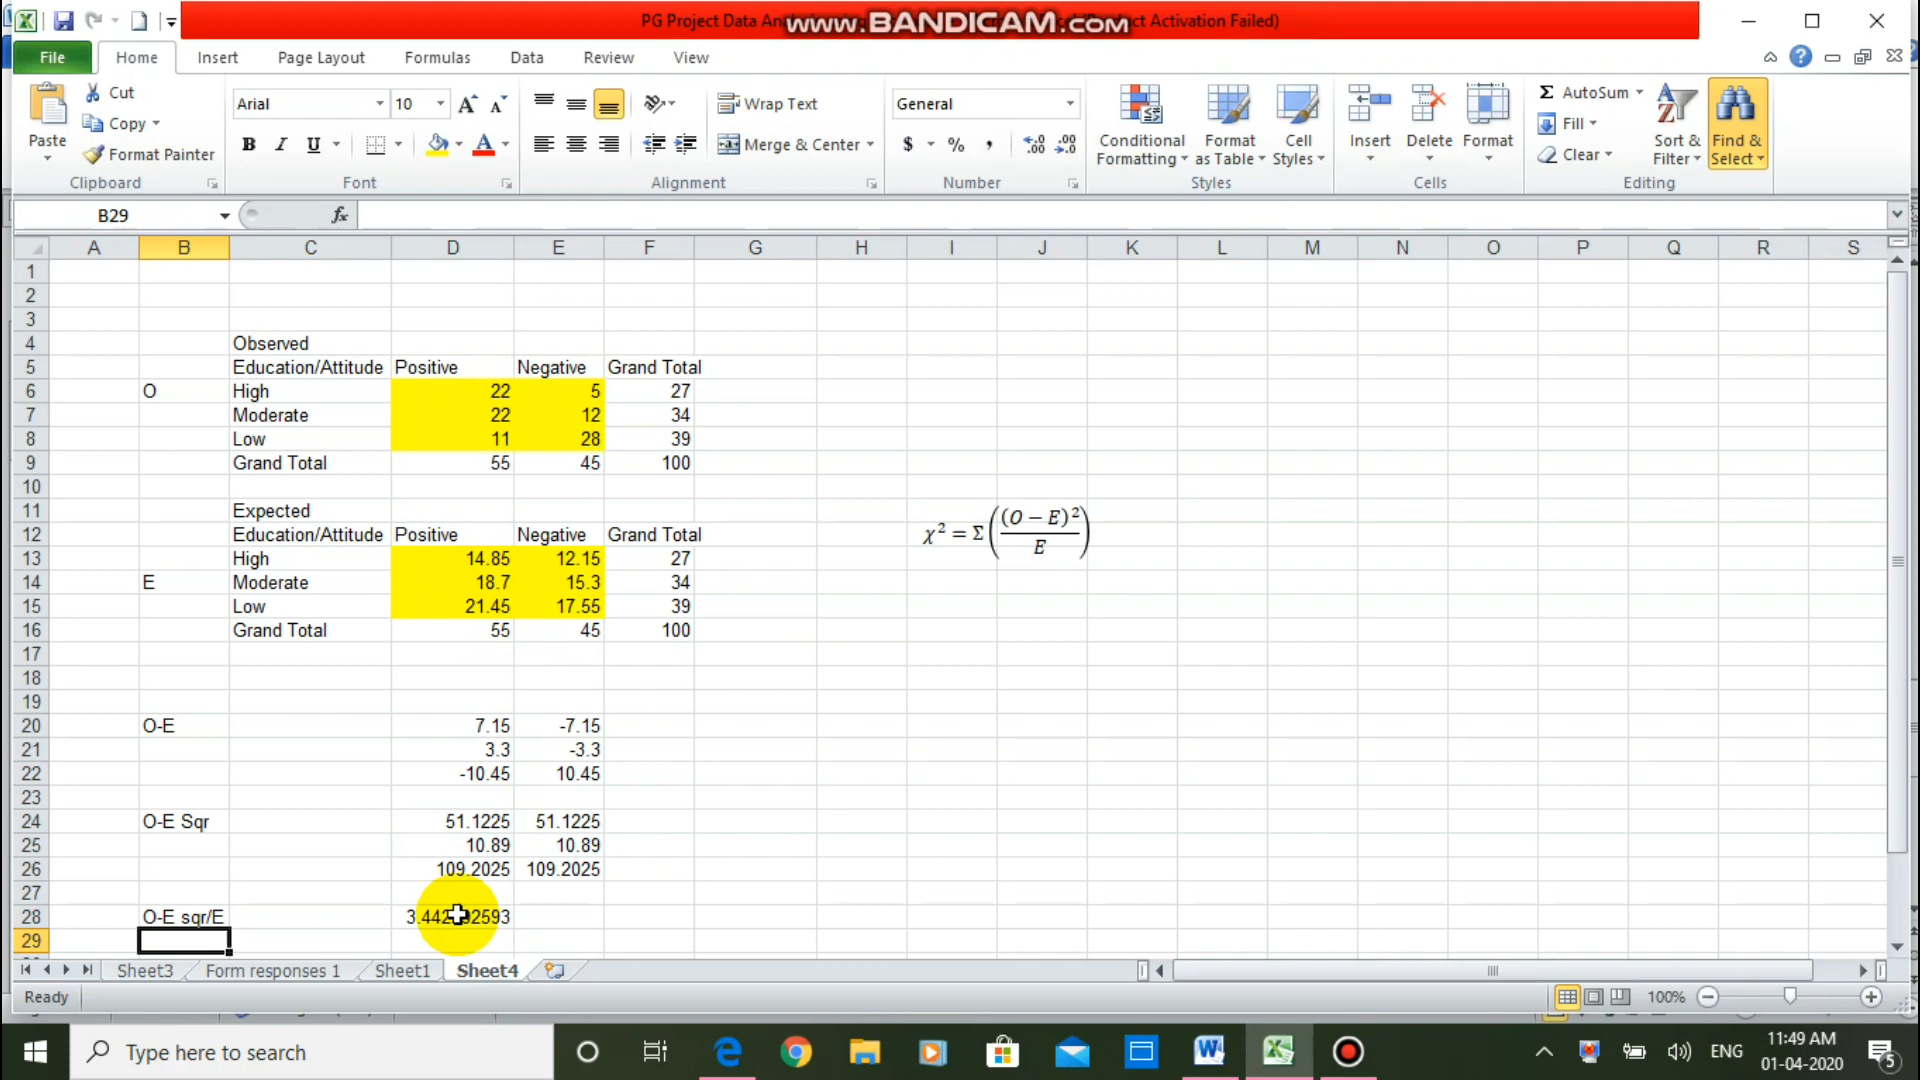 PG Project Data
www.BANDICAM.com
Activation Failed)
File Home Insert Page Layout Formulas Data Review View
Paste
Cut
Copy
Format Painter
Clipboard
Arial 10
B I U
Font
Wrap Text
Merge & Center
Alignment
General
$ % ,
Number
Conditional Formatting
Format as Table
Cell Styles
Styles
Insert Delete Format
Cells
Σ AutoSum
Fill
Clear
Sort & Filter
Find & Select
Editing
B29 fx
A B C D E F G H I J K L M N O P Q R S
1
2
3
4 Observed
5 Education/Attitude Positive Negative Grand Total
6 O High 22 5 27
7 Moderate 22 12 34
8 Low 11 28 39
9 Grand Total 55 45 100
10
11 Expected
12 Education/Attitude Positive Negative Grand Total
χ² = Σ((O − E)²/E)
13 High 14.85 12.15 27
14 E Moderate 18.7 15.3 34
15 Low 21.45 17.55 39
16 Grand Total 55 45 100
17
18
19
20 O-E 7.15 -7.15
21 3.3 -3.3
22 -10.45 10.45
23
24 O-E Sqr 51.1225 51.1225
25 10.89 10.89
26 109.2025 109.2025
27
28 O-E sqr/E
29
Sheet3 Form responses 1 Sheet1 Sheet4
Ready 100%
Type here to search
ENG
11:49 AM
01-04-2020
5